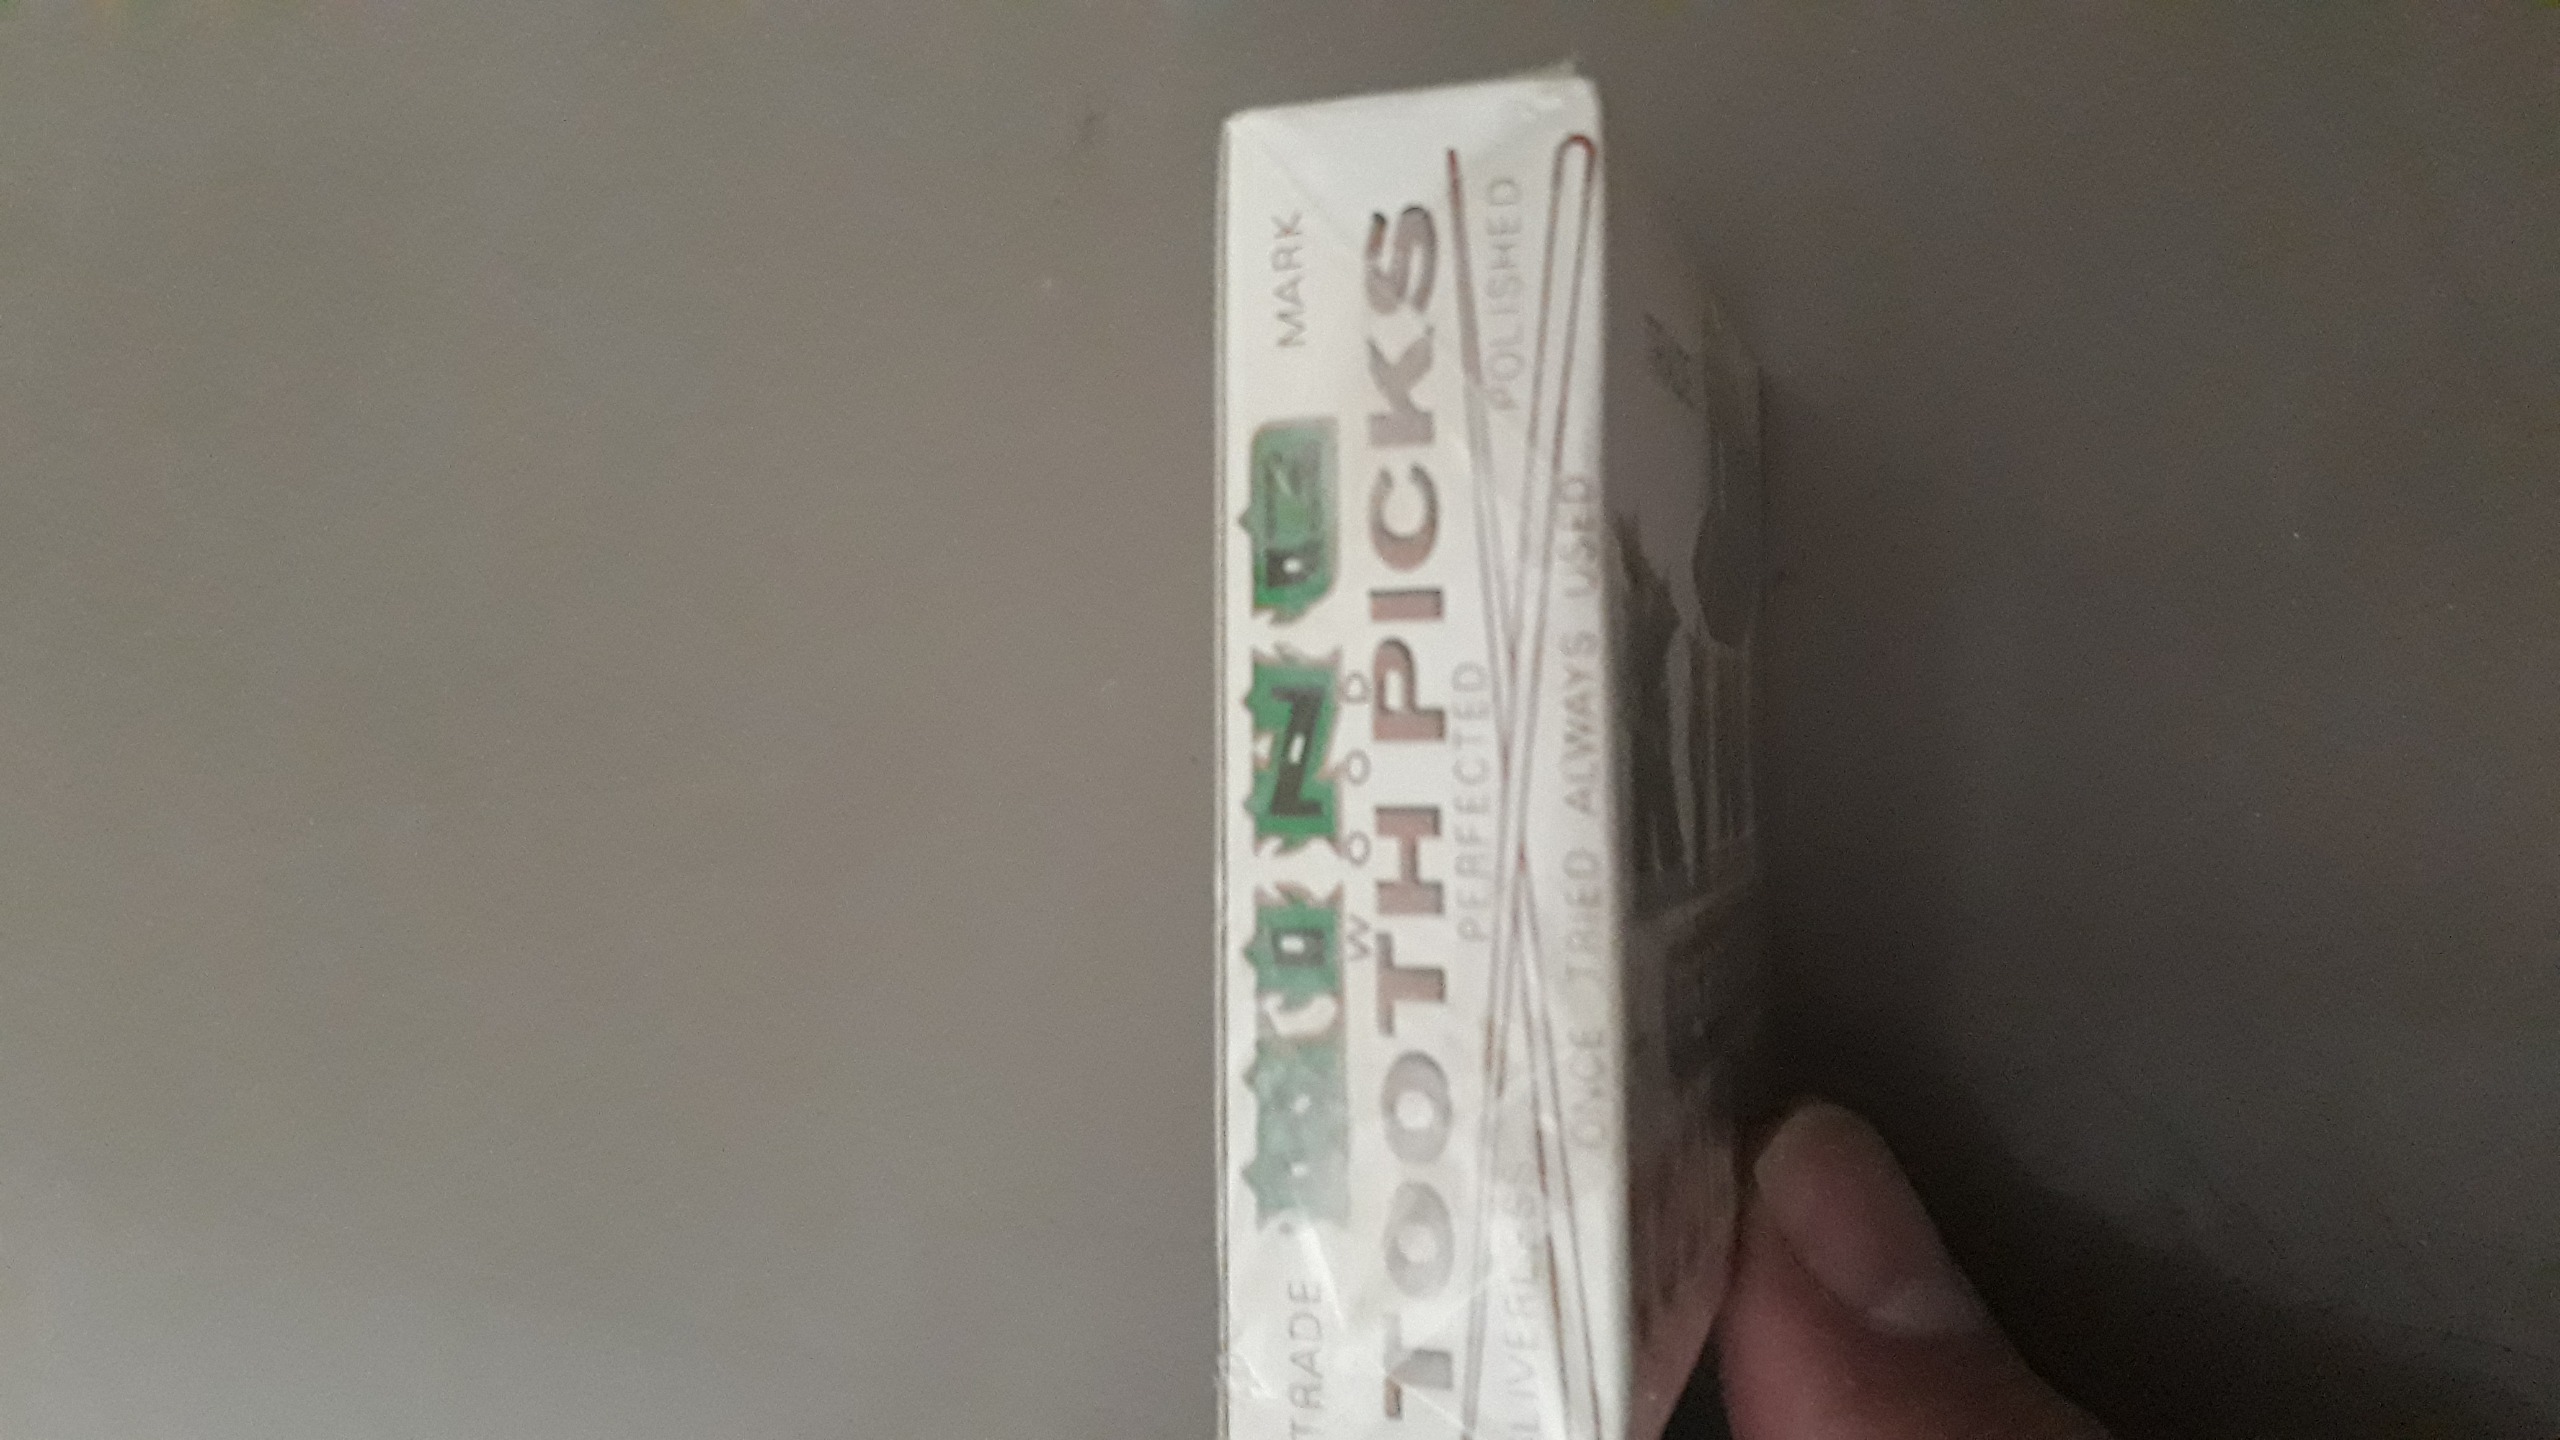 TRADE MARK
WOOD
TOOTH PICKS
PERFECTED
POLISHED
ONCE TRIED ALWAYS USED